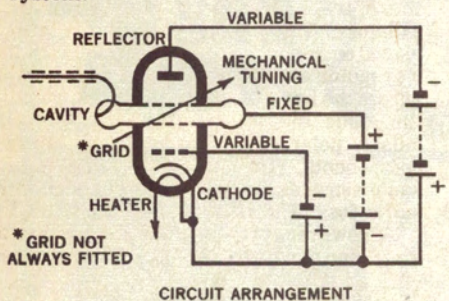 VARIABLE
REFLECTOR
MECHANICAL
TUNING
CAVITY
FIXED
*GRID
VARIABLE
HEATER
CATHODE
*GRID NOT
ALWAYS FITTED
CIRCUIT ARRANGEMENT
-
+
-
+
-
+